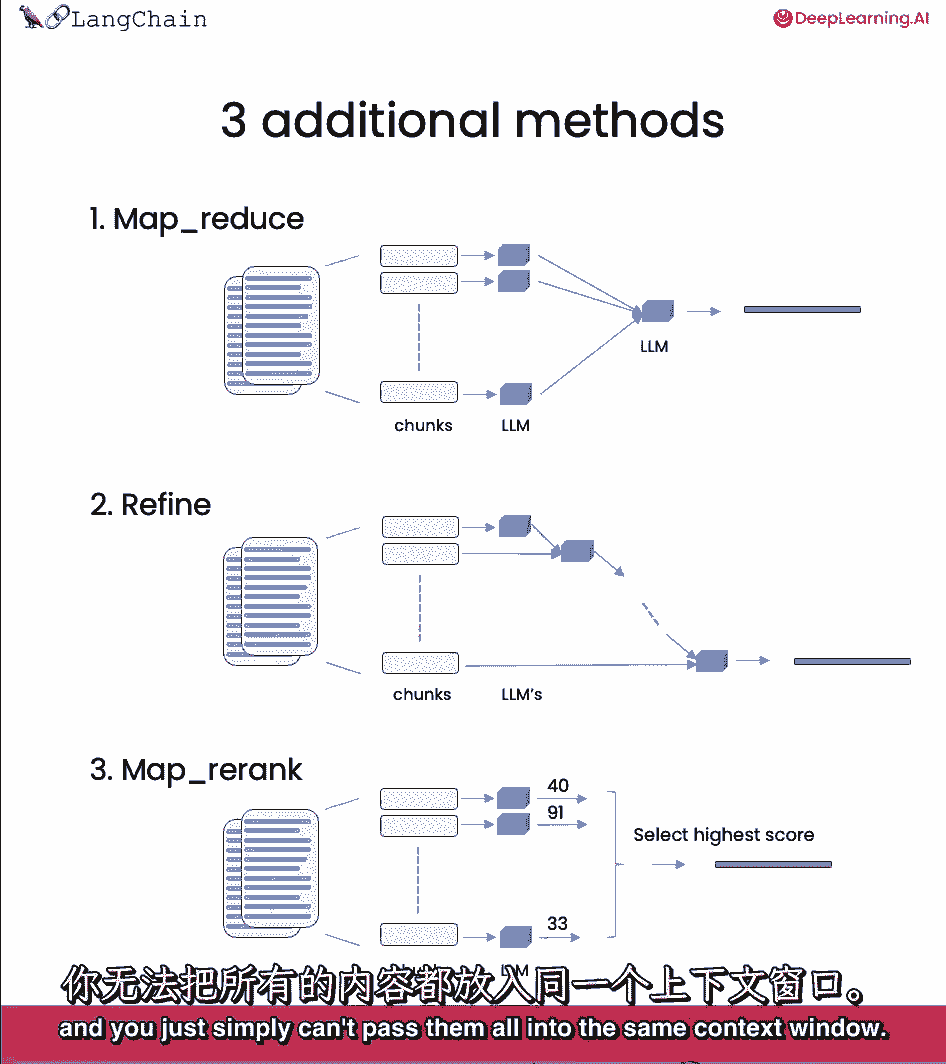 LangChain
DeepLearning.AI
3 additional methods
1. Map_reduce
LLM
chunks
LLM
2. Refine
chunks
LLM's
3. Map_rerank
40
91
Select highest score
33
你无法把所有的内容都放入同一个上下文窗口。
and you just simply can't pass them all into the same context window.